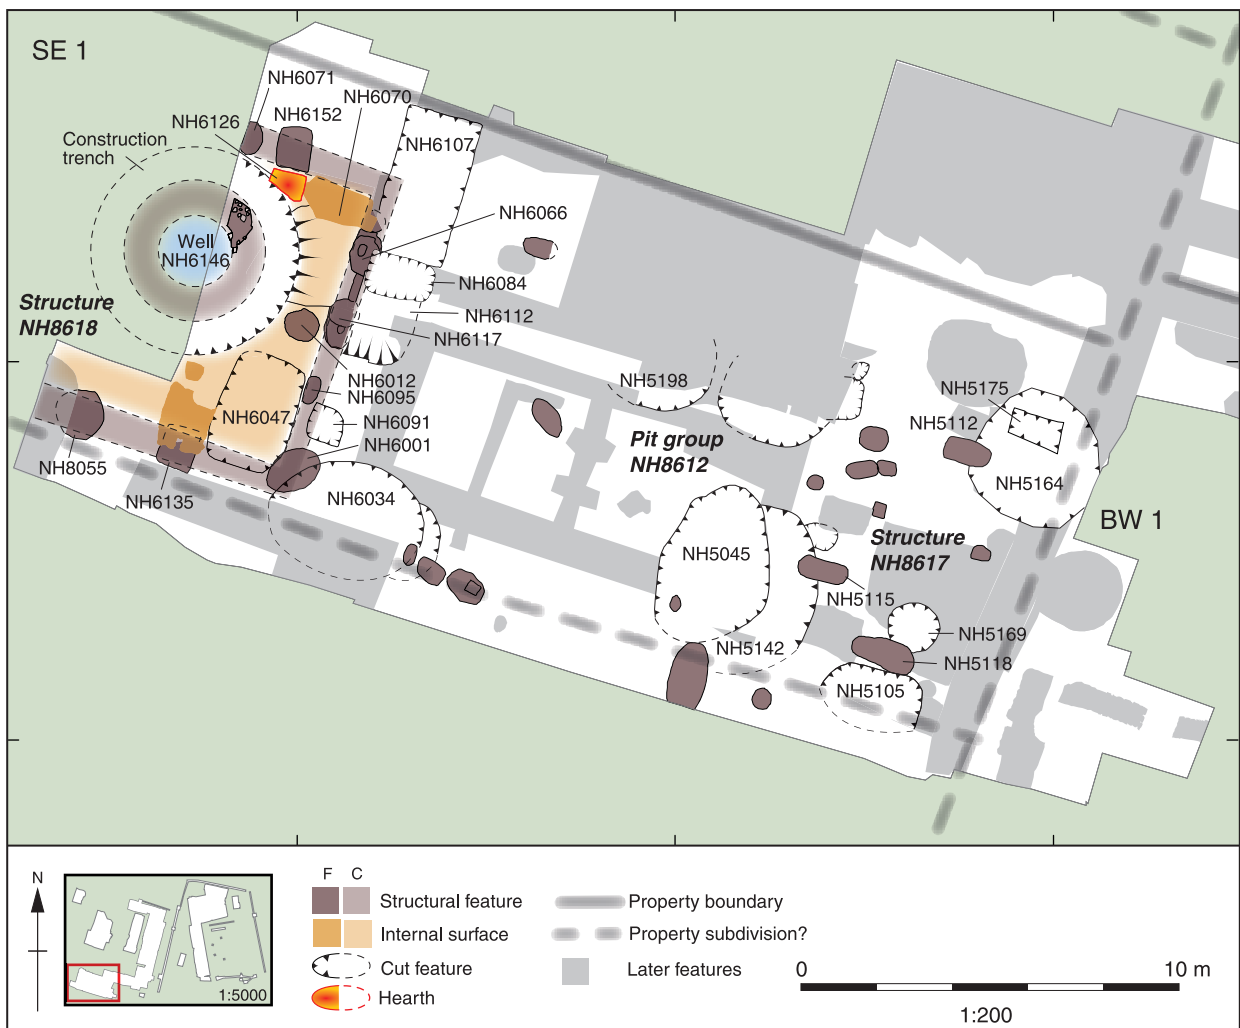 SE 1
NH6071
NH6070
NH6152
NH6126
NH6107
Construction
trench
NH6066
Well
NH6146
NH6084
Structure
NH8618
NH6112
NH6117
NH6012
NH6095
NH5198
NH5175
NH6047
NH6091
NH5112
Pit group
NH8612
NH6001
NH8055
NH5164
NH6034
NH6135
BW 1
Structure
NH8617
NH5045
NH5115
NH5169
NH5142
NH5118
NH5105
N
F C
Structural feature
Property boundary
Internal surface
Property subdivision?
Cut feature
Later features
0 10 m
Hearth
1:5000
1:200